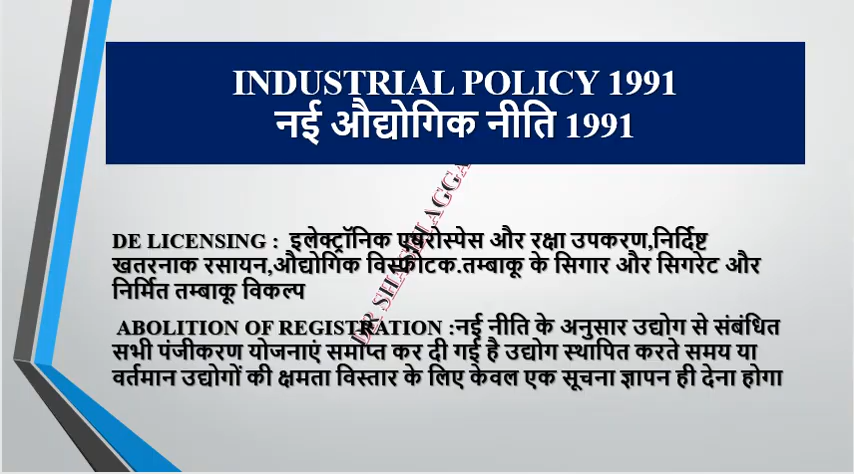 INDUSTRIAL POLICY 1991
नई औद्योगिक नीति 1991
DE LICENSING : इलेक्ट्रॉनिक एयरोस्पेस और रक्षा उपकरण,निर्दिष्ट
खतरनाक रसायन,औद्योगिक विस्फोटक.तम्बाकू के सिगार और सिगरेट और
निर्मित तम्बाकू विकल्प
ABOLITION OF REGISTRATION :नई नीति के अनुसार उद्योग से संबंधित
सभी पंजीकरण योजनाएं समाप्त कर दी गई है उद्योग स्थापित करते समय या
वर्तमान उद्योगों की क्षमता विस्तार के लिए केवल एक सूचना ज्ञापन ही देना होगा